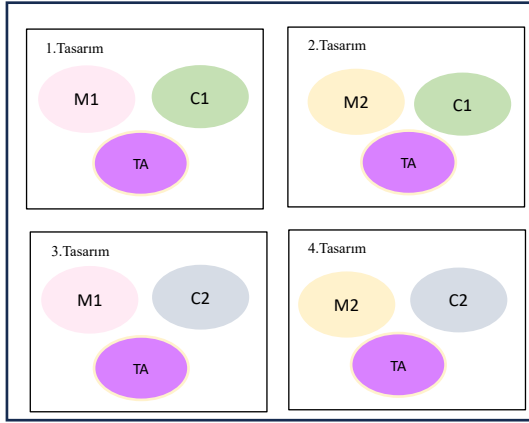 1.Tasarım
M1
C1
TA
2.Tasarım
M2
C1
TA
3.Tasarım
M1
C2
TA
4.Tasarım
M2
C2
TA